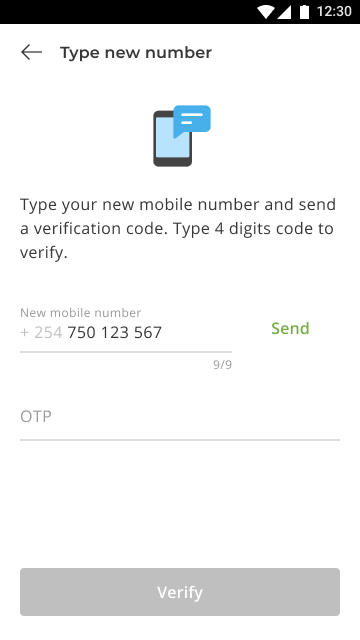 12:30
Type new number
Type your new mobile number and send
a verification code. Type 4 digits code to
verify.
New mobile number
+ 254 750 123 567
Send
9/9
OTP
Verify